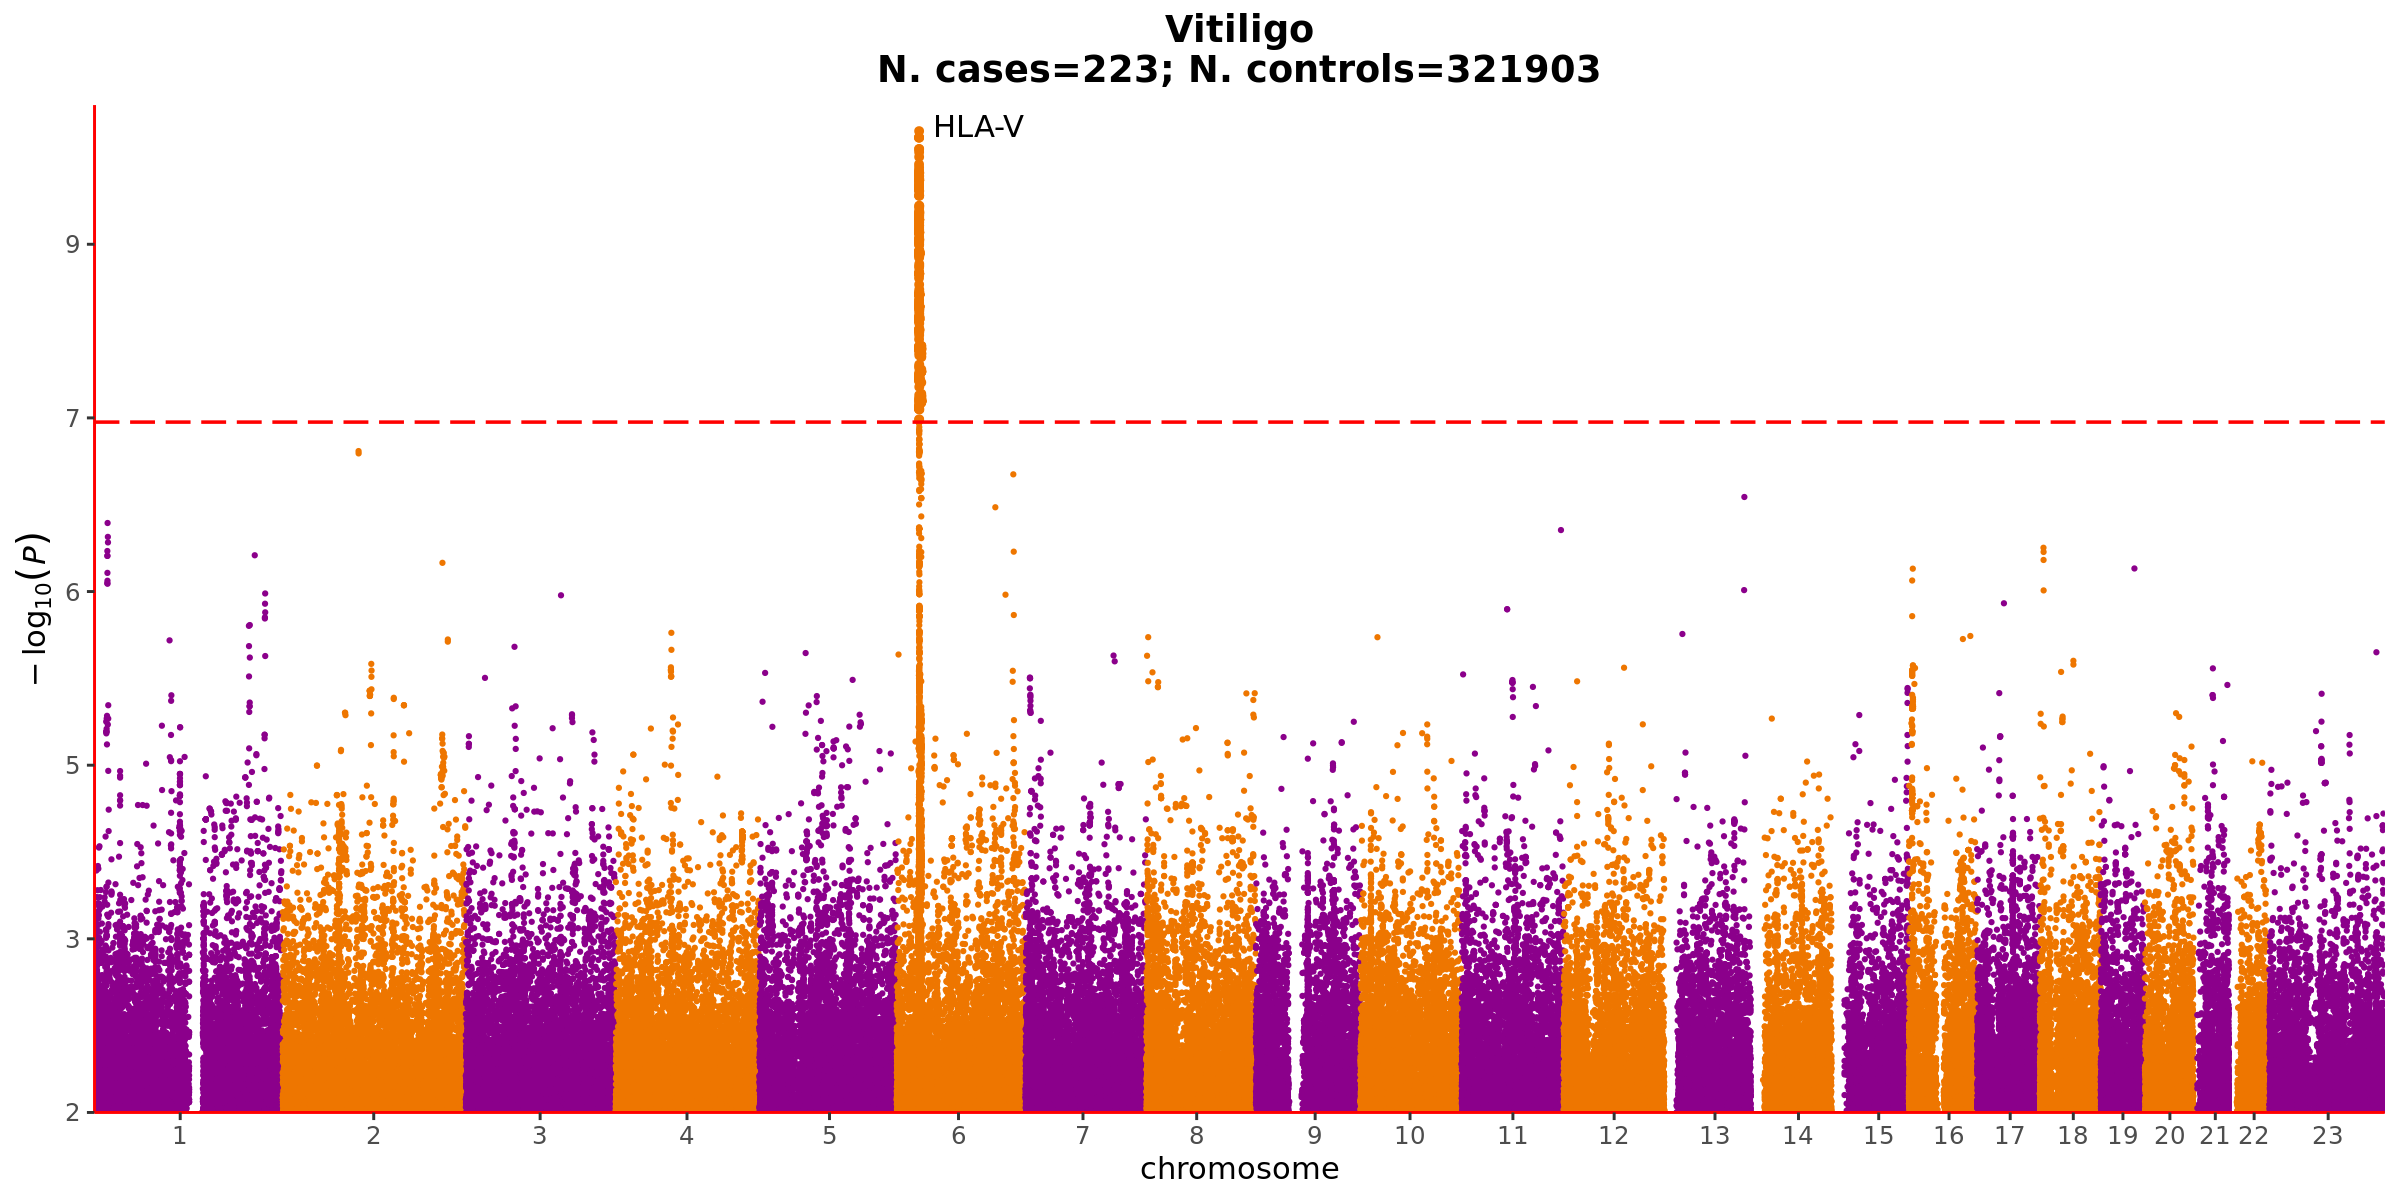 Vitiligo
N. cases=223; N. controls=321903
HLA-V
9
7
6
5
3
2
−log10(P)
1 2 3 4 5 6 7 8 9 10 11 12 13 14 15 16 17 18 19 20 21 22 23
chromosome